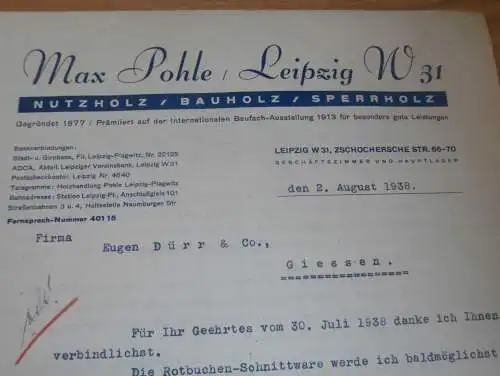 Max Pohle / Leipzig W 31
NUTZHOLZ / BAUHOLZ / SPERRHOLZ
Gegründet 1877 / Prämiiert auf der Internationalen Baufach-Ausstellung 1913 für besonders gute Leistungen
Bankverbindungen:
Stadt- u. Girobank, Fil. Leipzig-Plagwitz, Nr. 20125
ADCA, Abteil. Leipziger Vereinsbank, Leipzig W 31
Postscheckkonto: Leipzig Nr. 4640
Telegramme: Holzhandlung Pohle Leipzig-Plagwitz
Bahnadresse: Station Leipzig-Pl., Anschlußgleis 101
Straßenbahnen 3 u. 4, Haltestelle Naumburger Str.
Fernsprech-Nummer 40116
LEIPZIG W 31, ZSCHOCHERSCHE STR. 66-70
GESCHÄFTSZIMMER UND HAUPTLAGER
den 2. August 1938.
Firma
Eugen Dürr & Co.,
Giessen.
Für Ihr Geehrtes vom 30. Juli 1938 danke ich Ihnen
verbindlichst.
Die Rotbuchen-Schnittware werde ich baldmöglichst